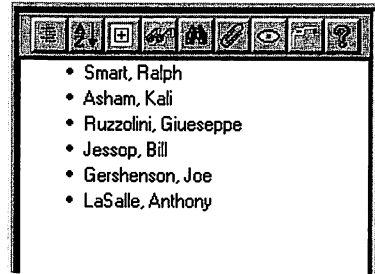 Smart, Ralph
Asham, Kali
Ruzzolini, Giueseppe
Jessop, Bill
Gershenson, Joe
LaSalle, Anthony